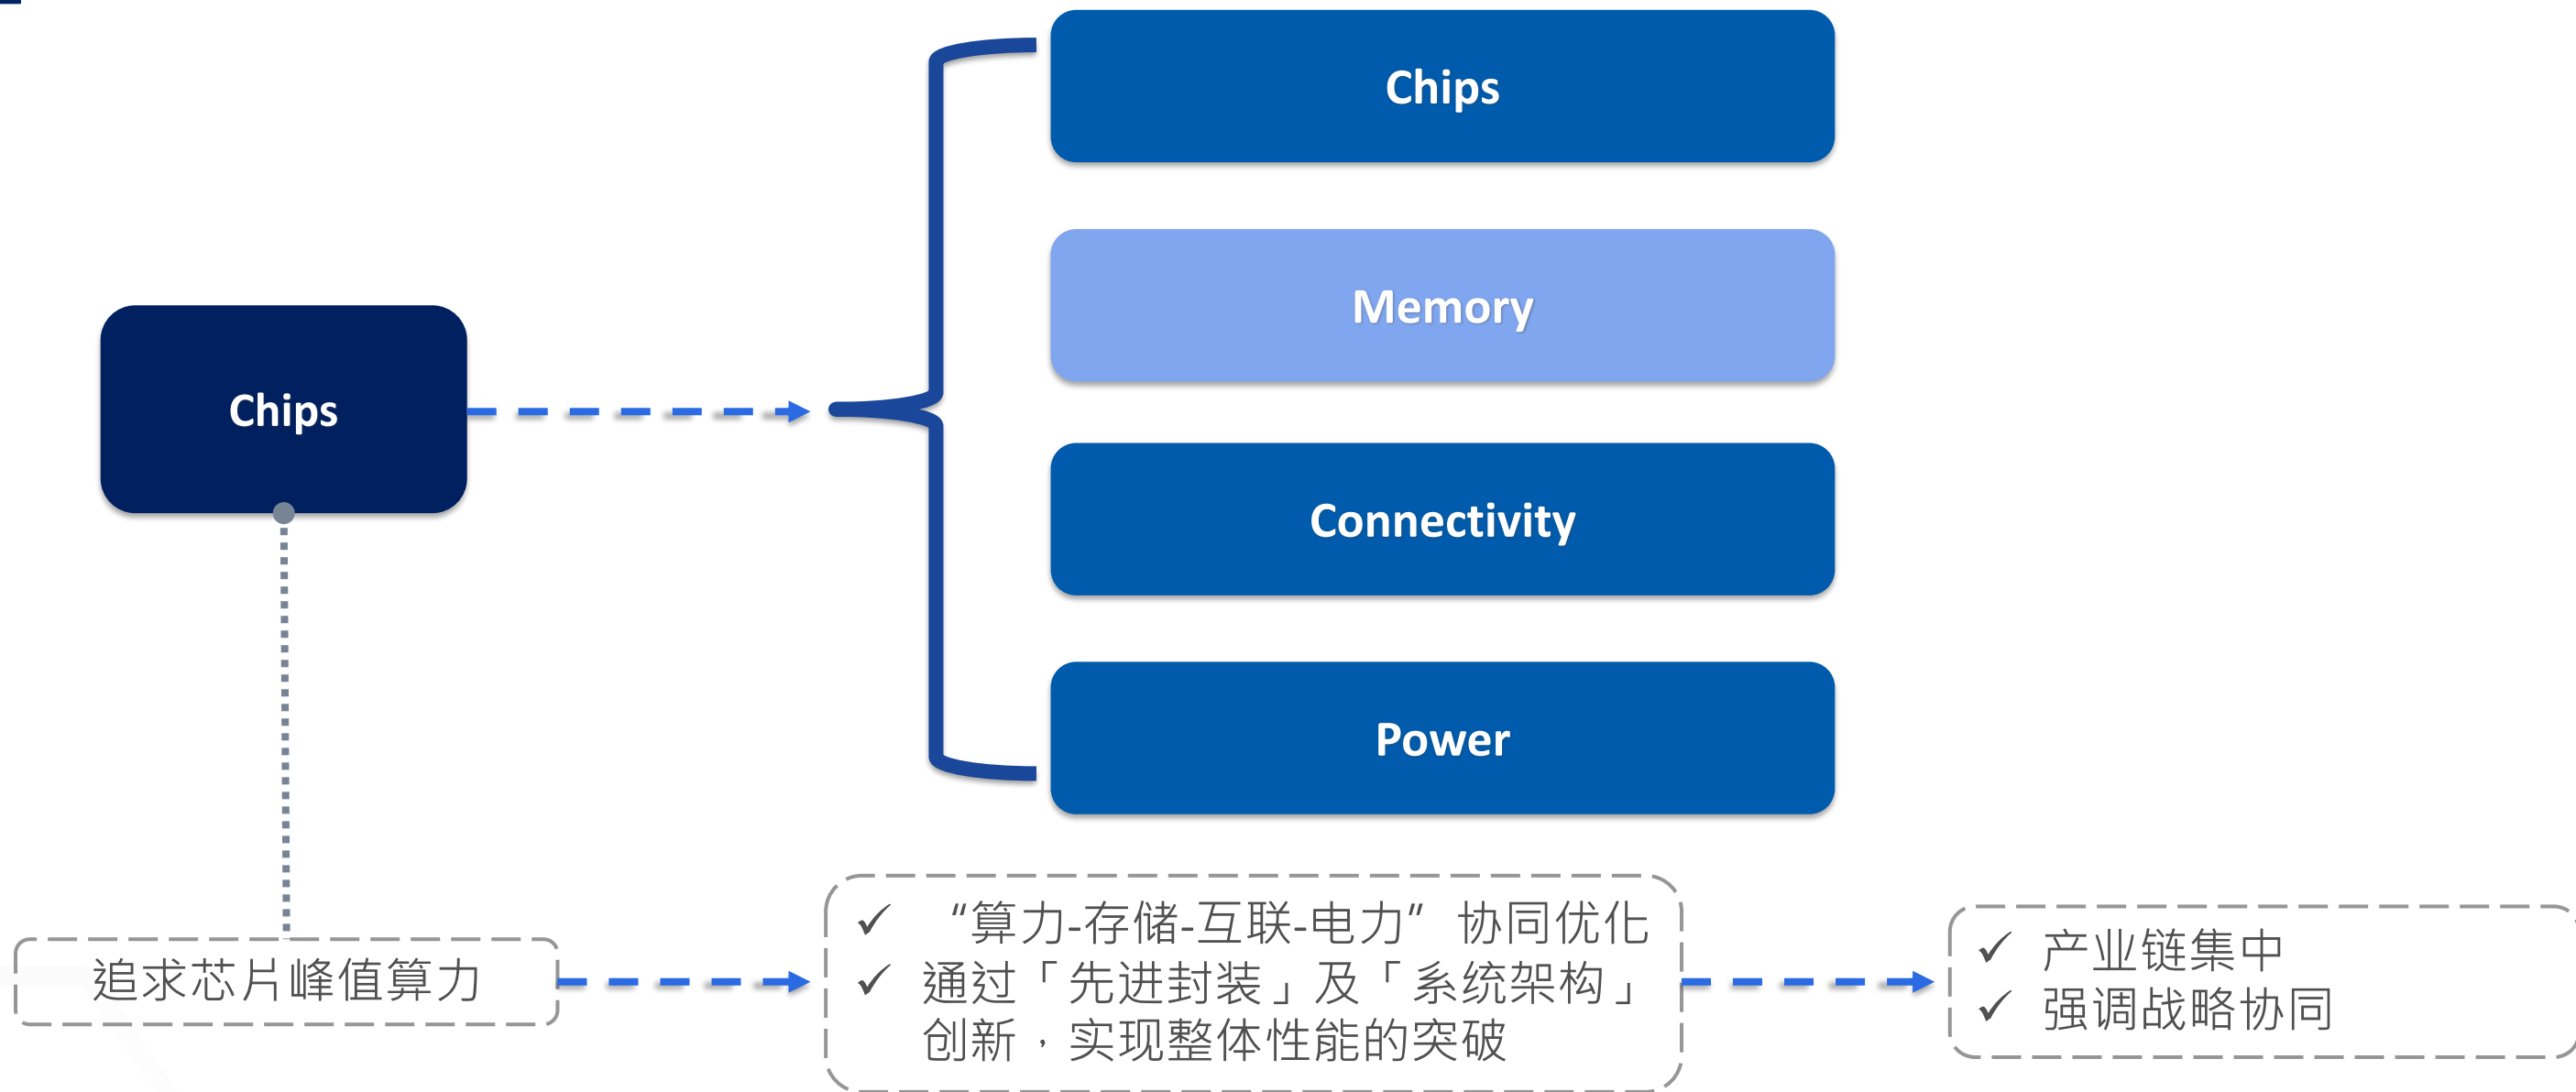 Chips
Memory
Chips
Connectivity
Power
“算力-存储-互联-电力” 协同优化
通过「先进封装」及「系统架构」
创新，实现整体性能的突破
追求芯片峰值算力
产业链集中
强调战略协同